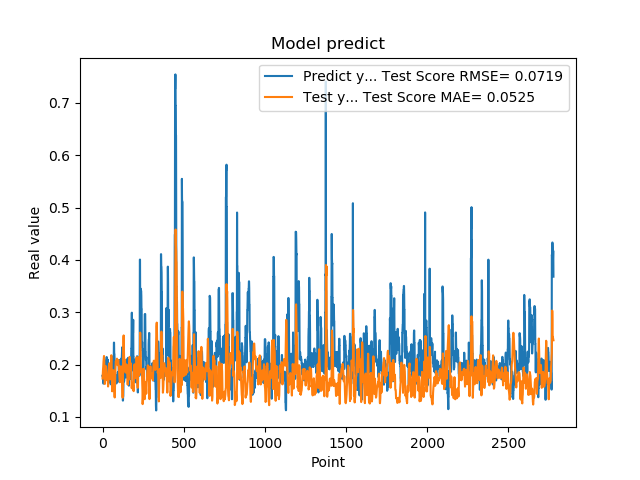 Model predict
Predict y... Test Score RMSE= 0.0719
Test y... Test Score MAE= 0.0525
Real value
0.7
0.6
0.5
0.4
0.3
0.2
0.1
0 500 1000 1500 2000 2500
Point